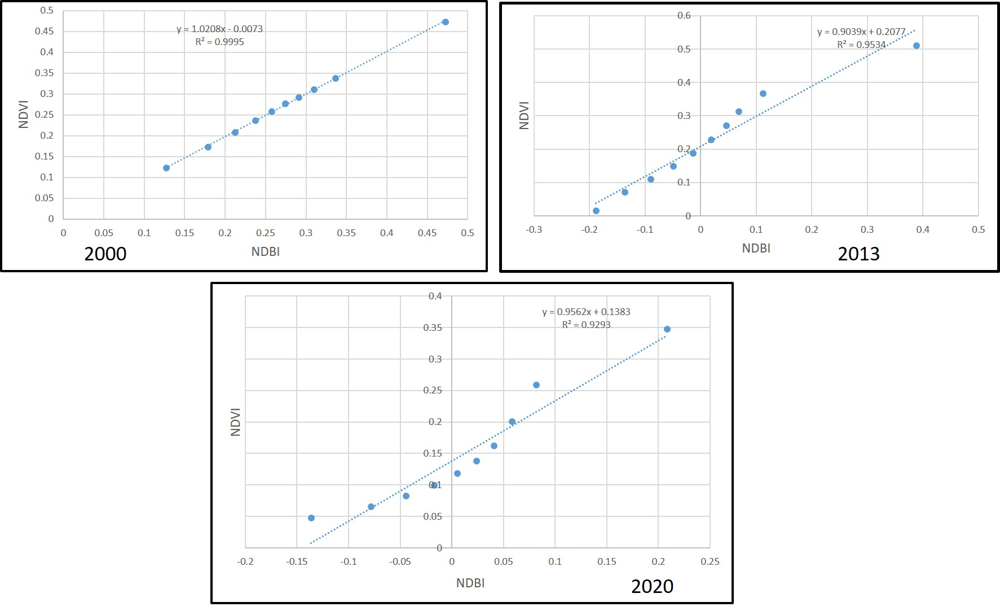 y = 1.0208x - 0.0073
R² = 0.9995
0.5
0.45
0.4
0.35
0.3
0.25
0.2
0.15
0.1
0.05
0
NDVI
0 0.05 0.1 0.15 0.2 0.25 0.3 0.35 0.4 0.45 0.5
NDBI
2000
y = 0.9039x + 0.2077
R² = 0.9534
0.6
0.5
0.4
0.3
0.2
0.1
0
NDVI
-0.3 -0.2 -0.1 0 0.1 0.2 0.3 0.4 0.5
NDBI
2013
y = 0.9562x + 0.1383
R² = 0.9293
0.4
0.35
0.3
0.25
0.2
0.15
0.1
0.05
0
NDVI
-0.2 -0.15 -0.1 -0.05 0 0.05 0.1 0.15 0.2 0.25
NDBI
2020